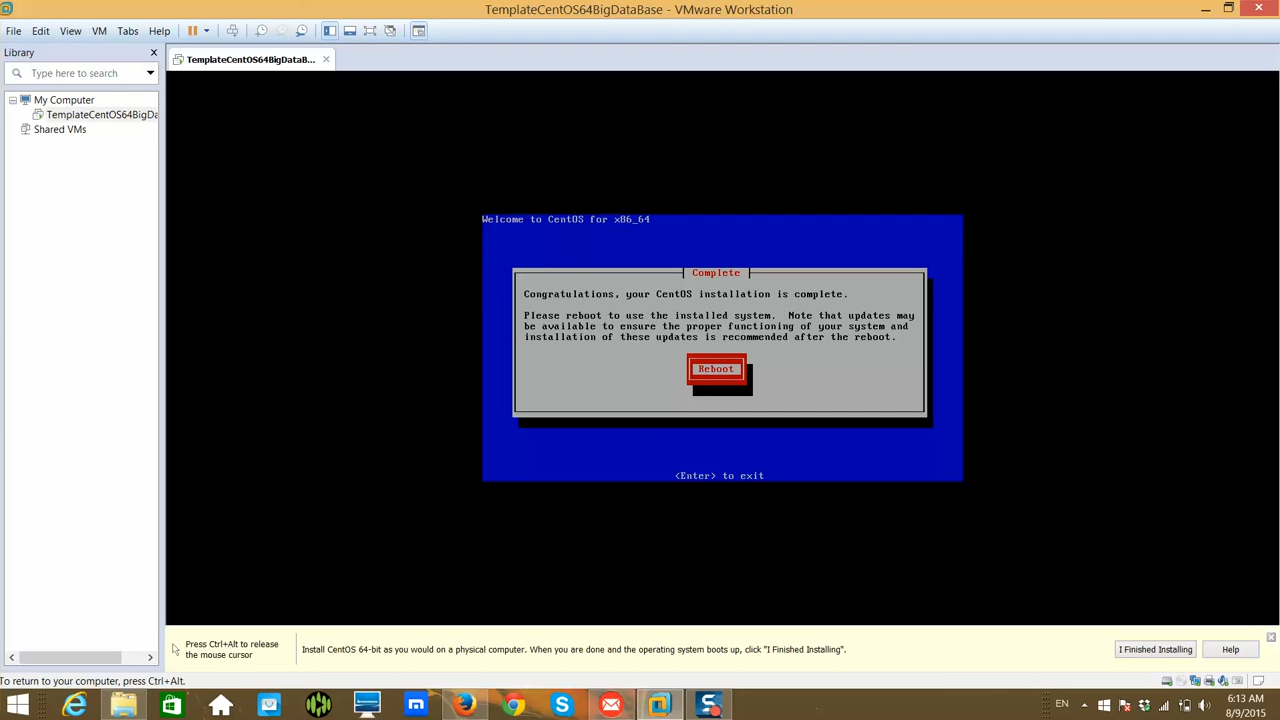 TemplateCentOS64BigDataBase - VMware Workstation
File Edit View VM Tabs Help
Library
TemplateCentOS64BigDataB...
Type here to search
My Computer
TemplateCentOS64BigDa
Shared VMs
Welcome to CentOS for x86_64
Complete
Congratulations, your CentOS installation is complete.
Please reboot to use the installed system. Note that updates may
be available to ensure the proper functioning of your system and
installation of these updates is recommended after the reboot.
Reboot
<Enter> to exit
Press Ctrl+Alt to release
the mouse cursor
Install CentOS 64-bit as you would on a physical computer. When you are done and the operating system boots up, click "I Finished Installing".
I Finished Installing
Help
To return to your computer, press Ctrl+Alt.
EN
6:13 AM
8/9/2015